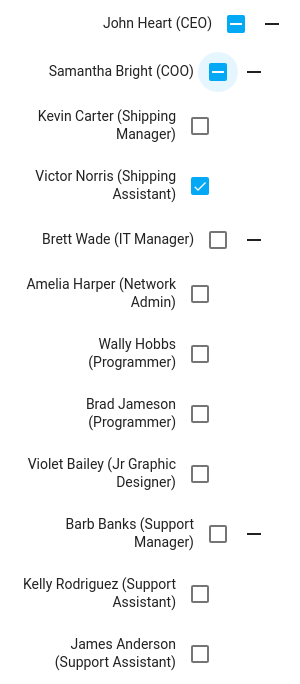 John Heart (CEO)
Samantha Bright (COO)
Kevin Carter (Shipping
Manager)
Victor Norris (Shipping
Assistant)
Brett Wade (IT Manager)
Amelia Harper (Network
Admin)
Wally Hobbs
(Programmer)
Brad Jameson
(Programmer)
Violet Bailey (Jr Graphic
Designer)
Barb Banks (Support
Manager)
Kelly Rodriguez (Support
Assistant)
James Anderson
(Support Assistant)